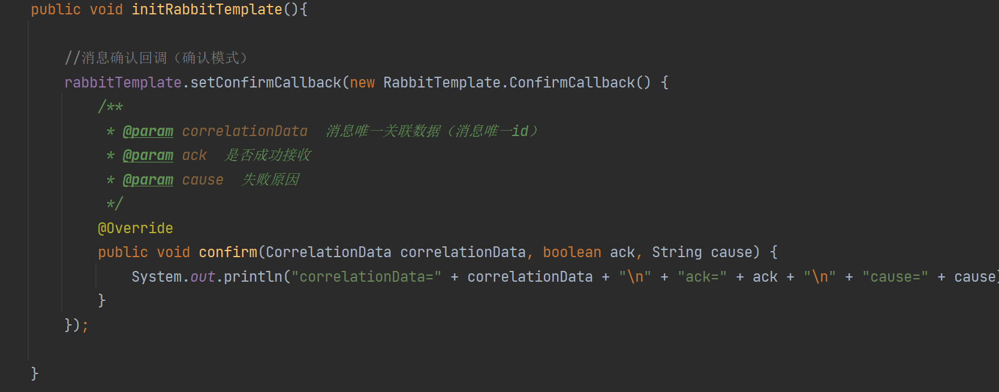 public void initRabbitTemplate(){
//消息确认回调（确认模式）
rabbitTemplate.setConfirmCallback(new RabbitTemplate.ConfirmCallback() {
/**
* @param correlationData  消息唯一关联数据（消息唯一id）
* @param ack  是否成功接收
* @param cause  失败原因
*/
@Override
public void confirm(CorrelationData correlationData, boolean ack, String cause) {
System.out.println("correlationData=" + correlationData + "\n" + "ack=" + ack + "\n" + "cause=" + cause)
}
});
}